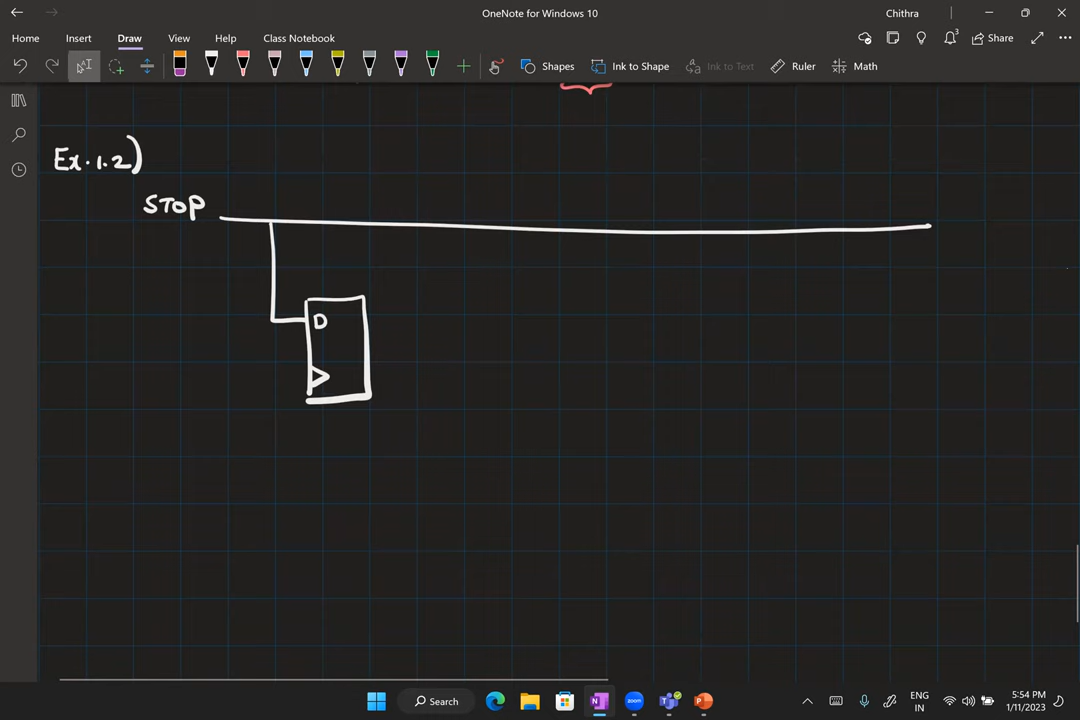 OneNote for Windows 10
Chithra
Home Insert Draw View Help Class Notebook
Share
Shapes Ink to Shape Ink to Text Ruler Math
Ex. 1.2)
STOP
D
Search
ENG
IN
5:54 PM
1/11/2023